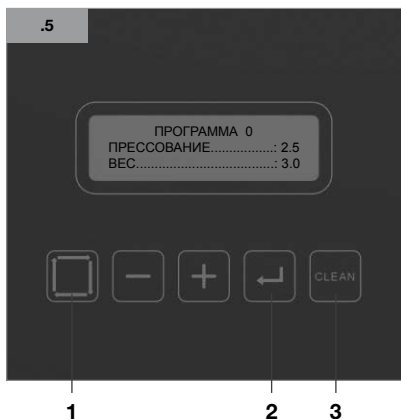 .5
ПРОГРАММА 0
ПРЕССОВАНИЕ.................: 2.5
ВЕС.....................................: 3.0
CLEAN
1 2 3